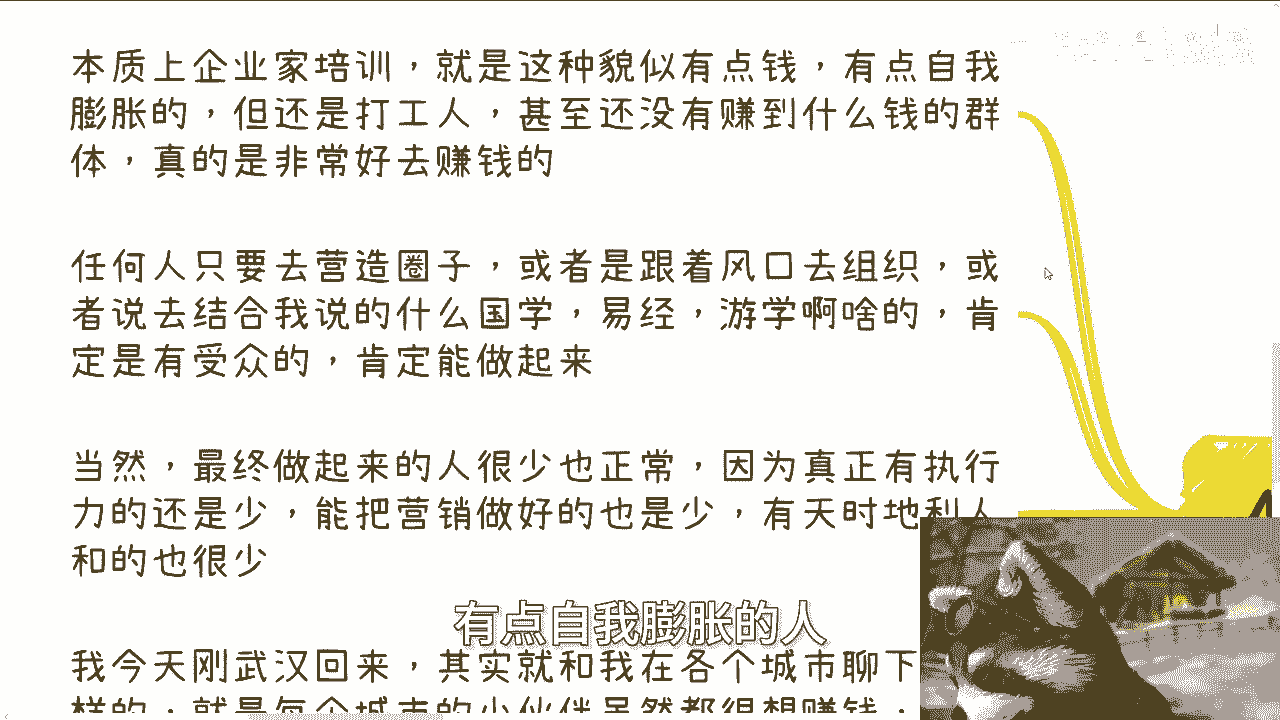 本质上企业家培训，就是这种貌似有点钱，有点自我
膨胀的，但还是打工人，甚至还没有赚到什么钱的群
体，真的是非常好去赚钱的
任何人只要去营造圈子，或者是跟着风口去组织，或
者说去结合我说的什么国学，易经，游学啊啥的，肯
定是有受众的，肯定能做起来
当然，最终做起来的人很少也正常，因为真正有执行
力的还是少，能把营销做好的也是少，有天时地利人
和的也很少
有点自我膨胀的人
我今天刚武汉回来，其实就和我在各个城市聊下
样的，就是每个城市的小伙伴虽然都很想赚钱，